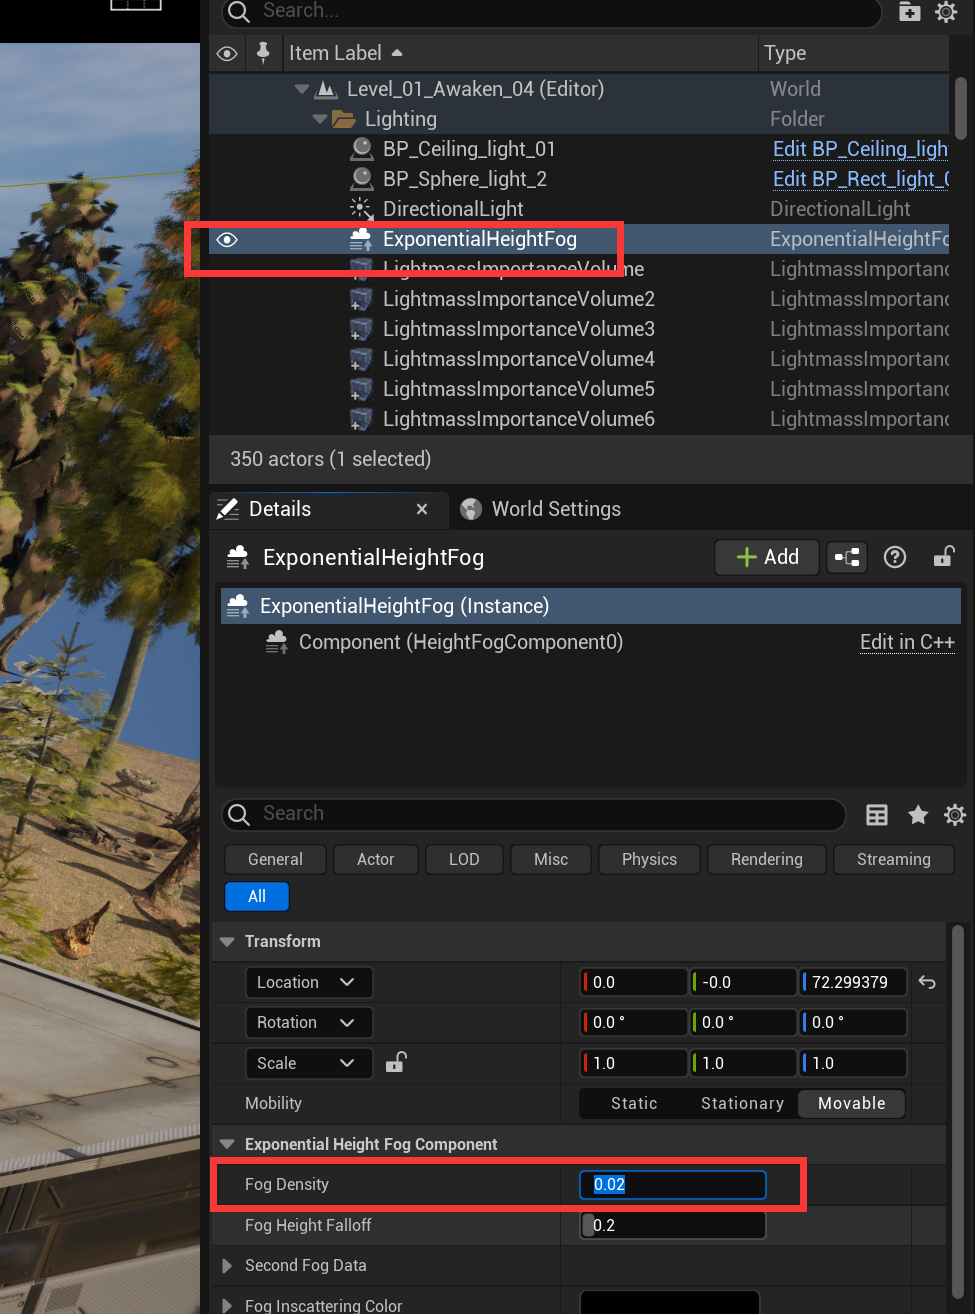 Search...
Item Label Type
Level_01_Awaken_04 (Editor) World
Lighting Folder
BP_Ceiling_light_01 Edit BP_Ceiling_ligh
BP_Sphere_light_2 Edit BP_Rect_light_0
DirectionalLight DirectionalLight
ExponentialHeightFog ExponentialHeightFo
LightmassImportanceVolume LightmassImportanc
LightmassImportanceVolume2 LightmassImportanc
LightmassImportanceVolume3 LightmassImportanc
LightmassImportanceVolume4 LightmassImportanc
LightmassImportanceVolume5 LightmassImportanc
LightmassImportanceVolume6 LightmassImportanc
350 actors (1 selected)
Details World Settings
ExponentialHeightFog Add
ExponentialHeightFog (Instance)
Component (HeightFogComponent0) Edit in C++
Search
General Actor LOD Misc Physics Rendering Streaming
All
Transform
Location 0.0 -0.0 72.299379
Rotation 0.0 ° 0.0 ° 0.0 °
Scale 1.0 1.0 1.0
Mobility Static Stationary Movable
Exponential Height Fog Component
Fog Density 0.02
Fog Height Falloff 0.2
Second Fog Data
Fog Inscattering Color